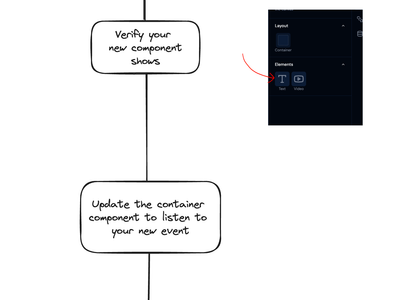 Verify your
new component
shows
Layout
Container
Elements
Text
Video
Update the container
component to listen to
your new event